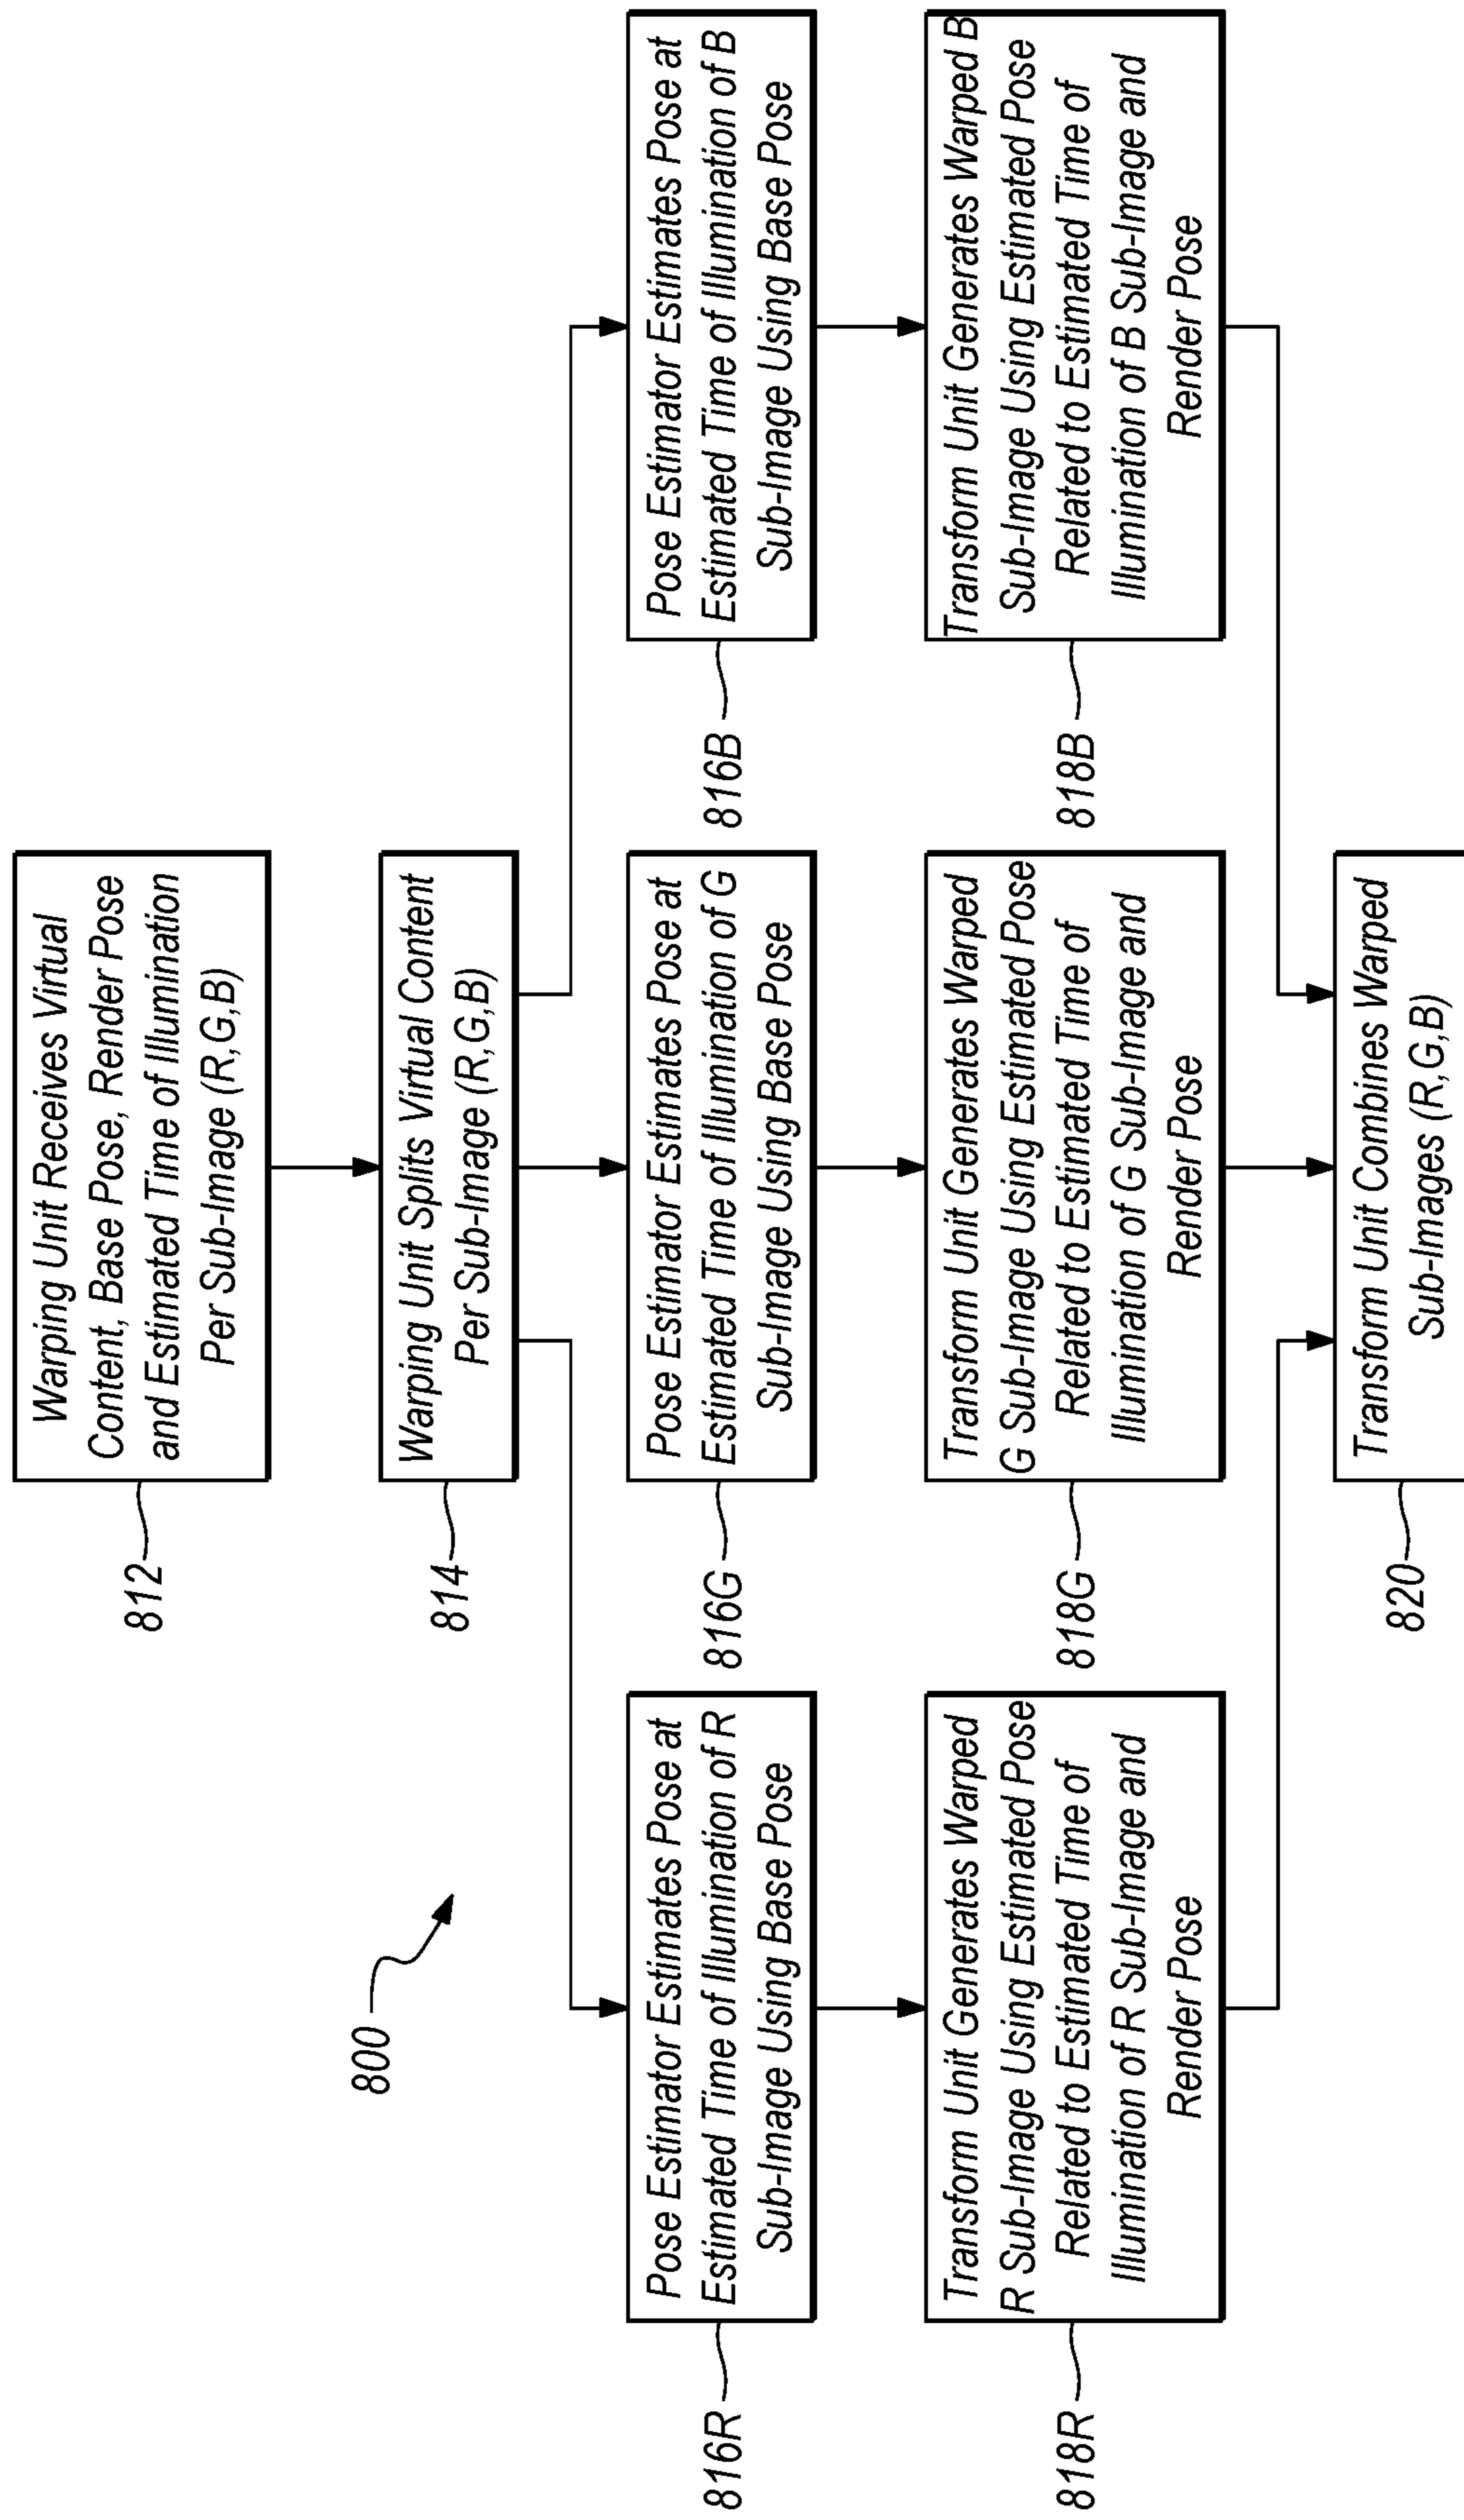 800
812
Warping Unit Receives Virtual
Content, Base Pose, Render Pose
and Estimated Time of Illumination
Per Sub-Image (R,G,B)
814
Warping Unit Splits Virtual Content
Per Sub-Image (R,G,B)
816R
Pose Estimator Estimates Pose at
Estimated Time of Illumination of R
Sub-Image Using Base Pose
816G
Pose Estimator Estimates Pose at
Estimated Time of Illumination of G
Sub-Image Using Base Pose
816B
Pose Estimator Estimates Pose at
Estimated Time of Illumination of B
Sub-Image Using Base Pose
818R
Transform Unit Generates Warped
R Sub-Image Using Estimated Pose
Related to Estimated Time of
Illumination of R Sub-Image and
Render Pose
818G
Transform Unit Generates Warped
G Sub-Image Using Estimated Pose
Related to Estimated Time of
Illumination of G Sub-Image and
Render Pose
818B
Transform Unit Generates Warped B
Sub-Image Using Estimated Pose
Related to Estimated Time of
Illumination of B Sub-Image and
Render Pose
820
Transform Unit Combines Warped
Sub-Images (R,G,B)